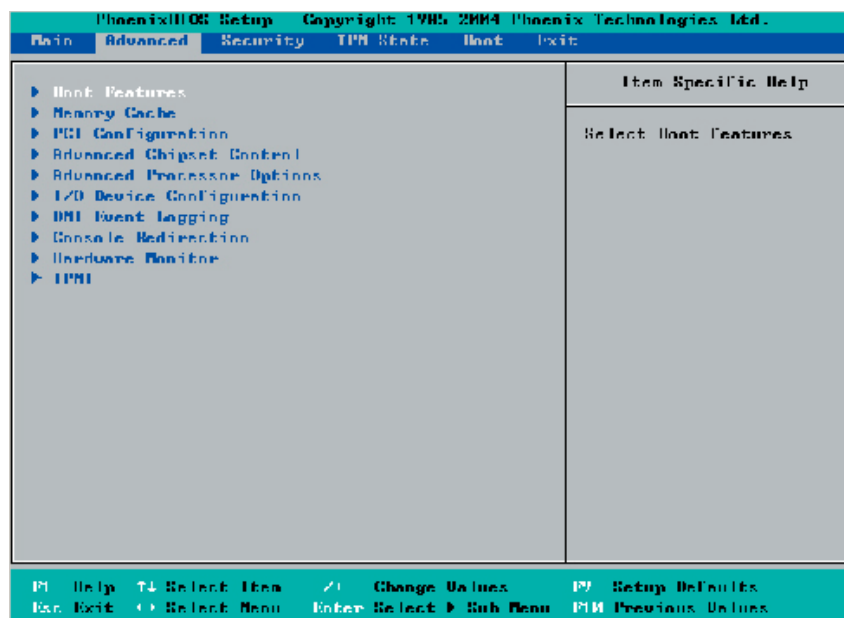 PhoenixBIOS Setup Copyright 1985-2004 Phoenix Technologies Ltd.
Main Advanced Security TPM State Boot Exit
Item Specific Help
Boot Features
Memory Cache
PCI Configuration
Select Boot Features
Advanced Chipset Control
Advanced Processor Options
I/O Device Configuration
DMI Event Logging
Console Redirection
Hardware Monitor
IPMI
F1 Help ↑↓ Select Item -/+ Change Values F9 Setup Defaults
Esc Exit ↔ Select Menu Enter Select ▶ Sub-Menu F10 Previous Values